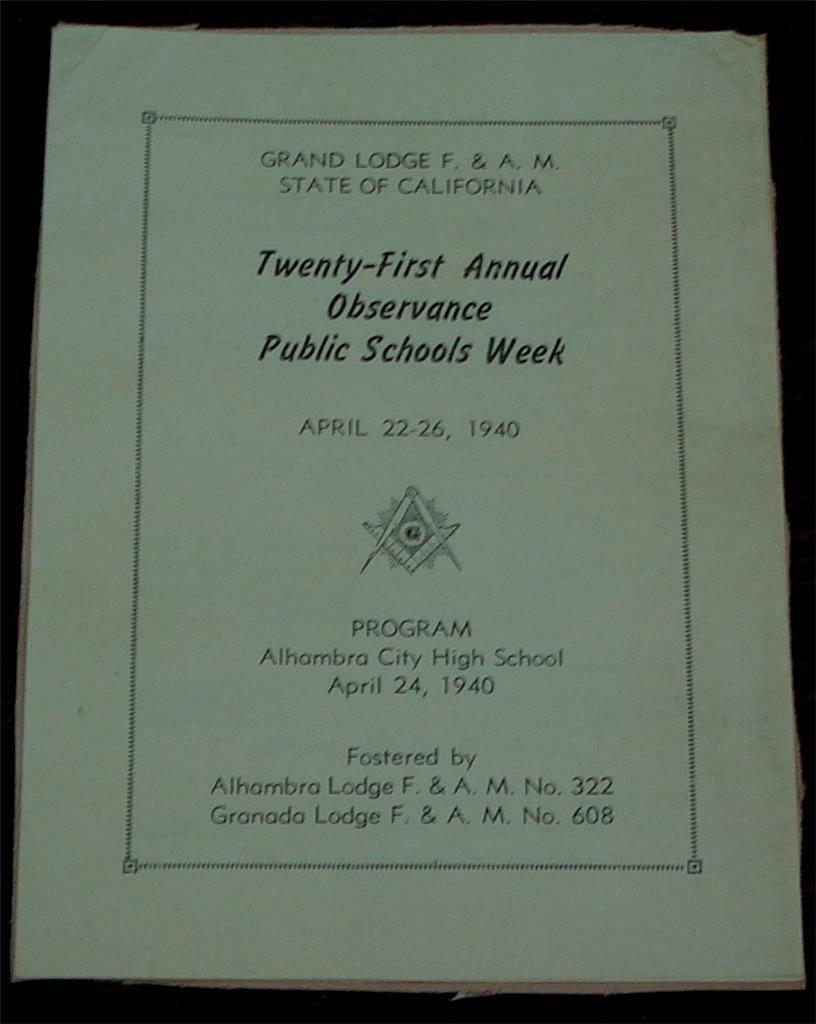 GRAND LODGE F. & A. M.
STATE OF CALIFORNIA
Twenty-First Annual
Observance
Public Schools Week
APRIL 22-26, 1940
G
PROGRAM
Alhambra City High School
April 24, 1940
Fostered by
Alhambra Lodge F. & A. M. No. 322
Granada Lodge F. & A. M. No. 608